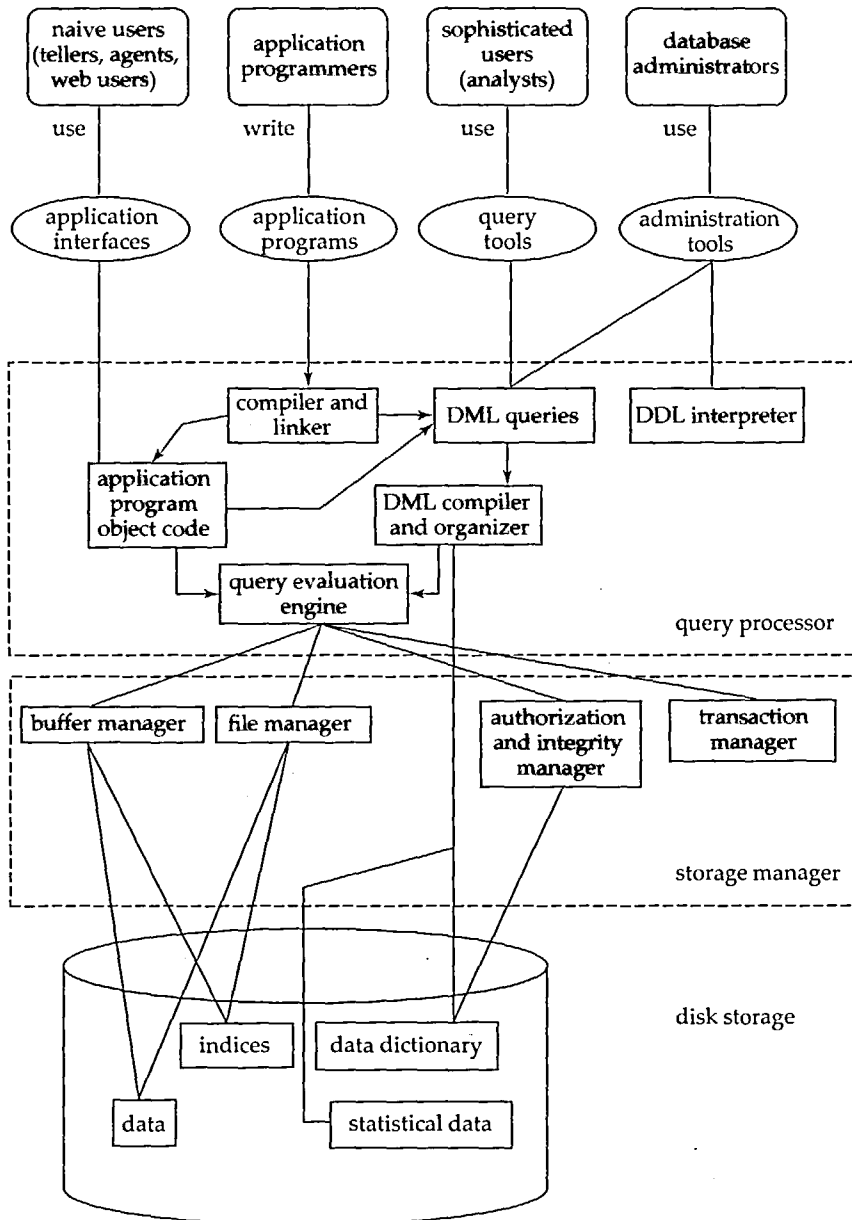 naive users
(tellers, agents,
web users)
application
programmers
sophisticated
users
(analysts)
database
administrators
use
write
use
use
application
interfaces
application
programs
query
tools
administration
tools
compiler and
linker
DML queries
DDL interpreter
application
program
object code
DML compiler
and organizer
query evaluation
engine
query processor
buffer manager
file manager
authorization
and integrity
manager
transaction
manager
storage manager
disk storage
indices
data dictionary
data
statistical data